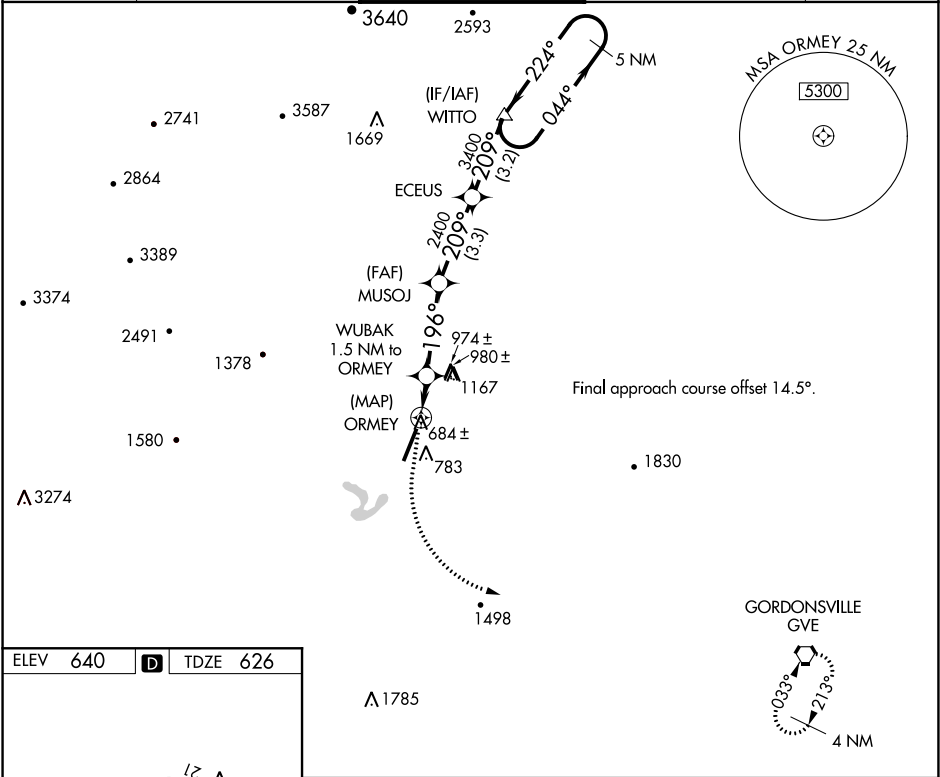 3640
2593
5 NM
224°
044°
(IF/IAF)
WITTO
MSA ORMEY 25 NM
5300
2741
3587
1669
3400
209°
(3.2)
2864
ECEUS
2400
209°
(3.3)
3389
(FAF)
MUSOJ
3374
196°
2491
WUBAK
1.5 NM to
ORMEY
974 ±
980 ±
1378
1167
Final approach course offset 14.5°.
(MAP)
ORMEY
684 ±
1580
783
1830
3274
1498
GORDONSVILLE
GVE
ELEV 640
D
TDZE 626
033°
213°
1785
4 NM
21